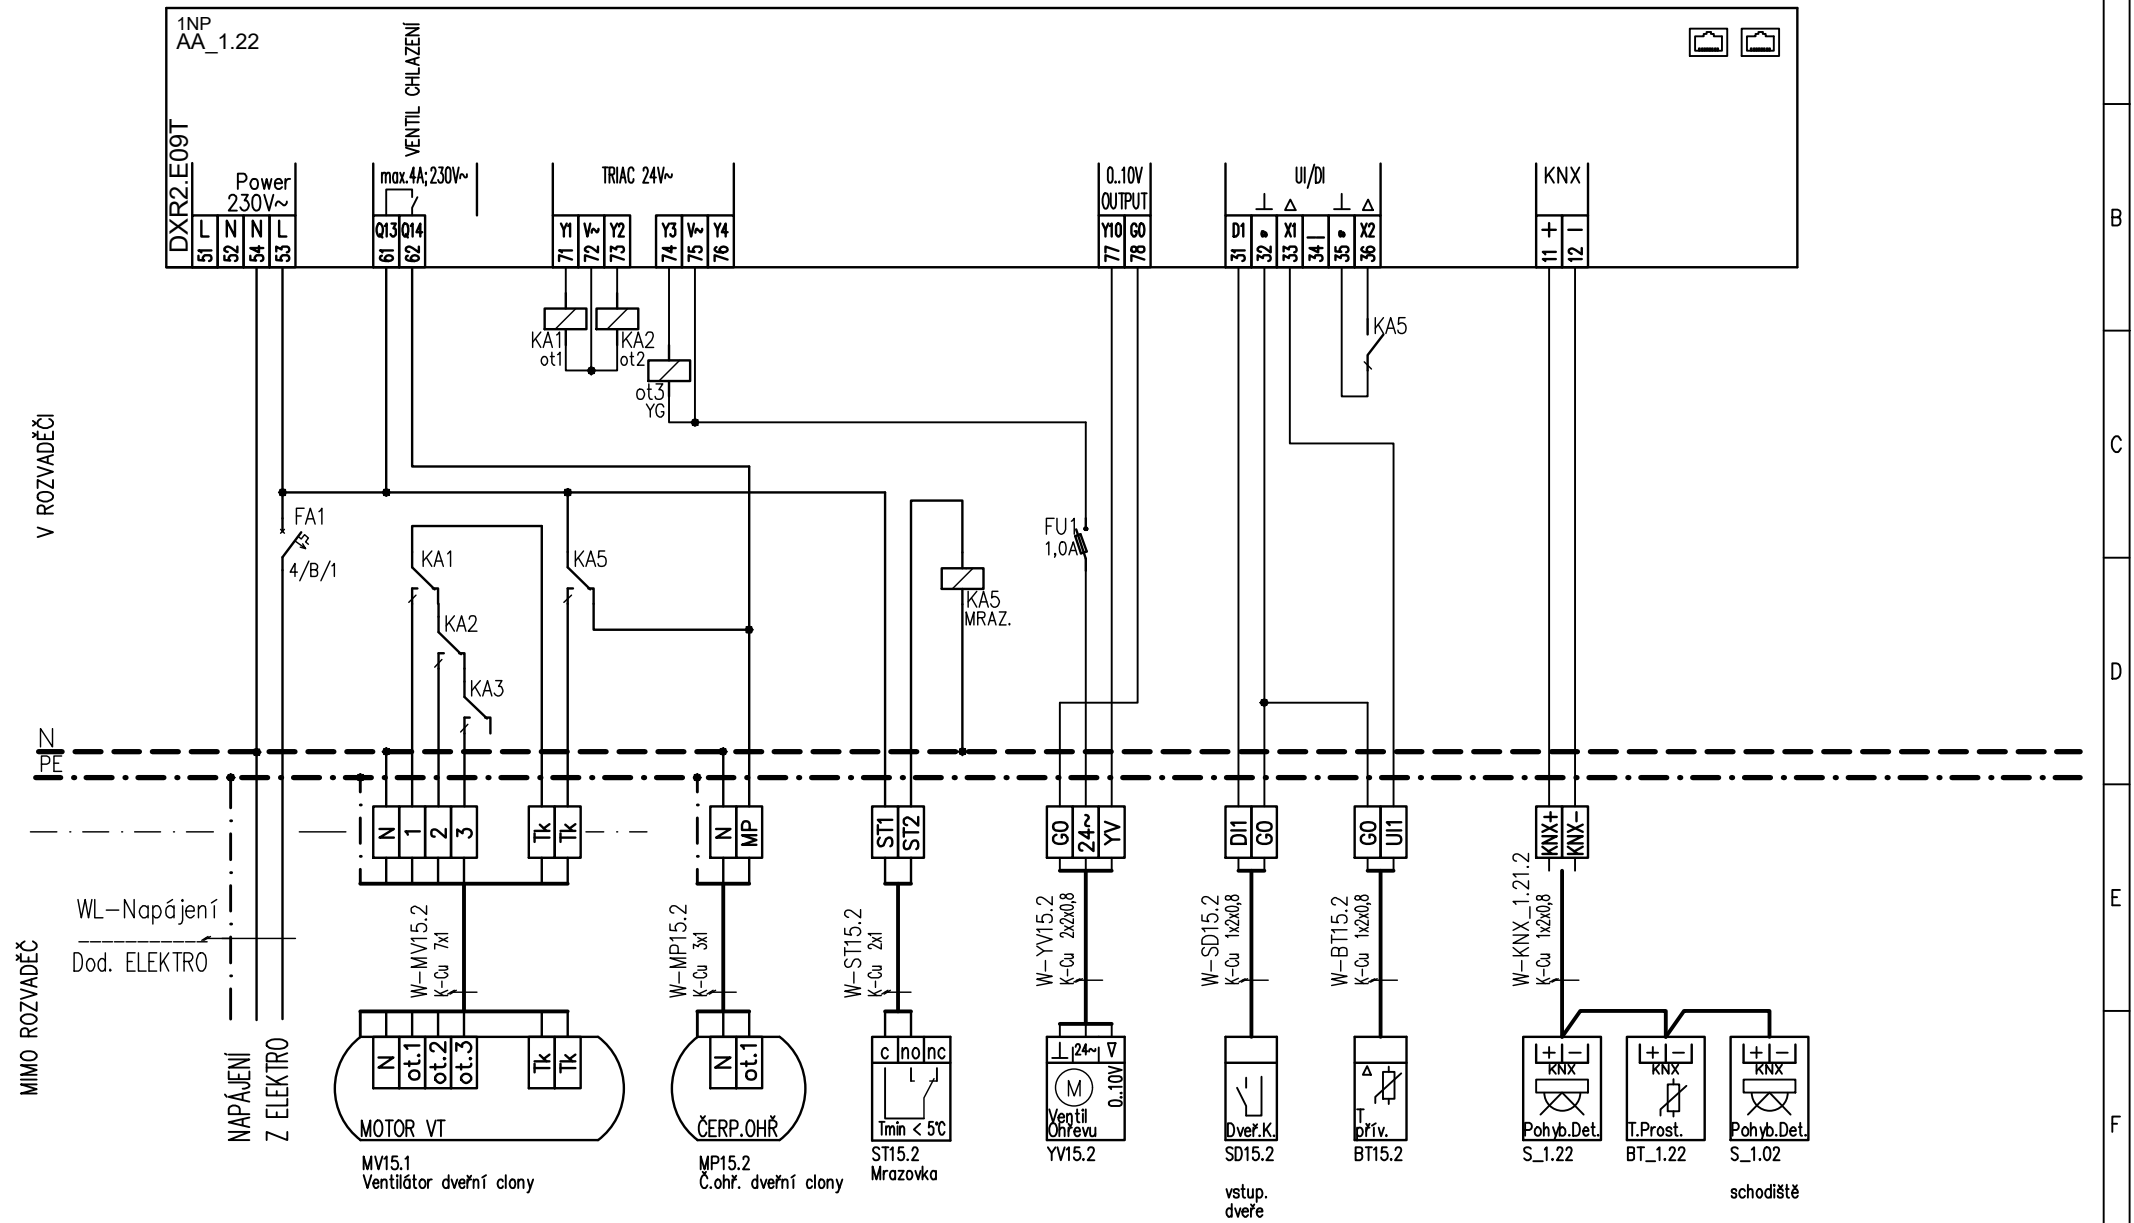 1NP
AA_1.22
VENTIL CHLAZENÍ
DXR2.E09T
Power
230V~
max.4A;230V~
TRIAC 24V~
0..10V
OUTPUT
UI/DI
KNX
L N N L
51 52 54 53
Q13 Q14
61 62
Y1 V~ Y2
71 72 73
Y3 V~ Y4
74 75 76
Y10 G0
77 78
D1 X1 X2
31 32 33 34 35 36
+ −
11 12
B
KA1
ot1
KA2
ot2
ot3
YG
KA5
V ROZVADĚČI
C
FA1
4/B/1
KA1
KA5
KA2
KA3
KA5
MRAZ.
FU1
1,0A
D
N
PE
N 1 2 3 Tk Tk
N MP
ST1 ST2
G0 24~ YV
DI1 G0
G0 UI1
KNX+ KNX-
E
WL-Napájení
Dod. ELEKTRO
W-MV15.2
K-Cu 7x1
W-MP15.2
K-Cu 3x1
W-ST15.2
K-Cu 2x1
W-YV15.2
K-Cu 2x2x0,8
W-SD15.2
K-Cu 1x2x0,8
W-BT15.2
K-Cu 1x2x0,8
W-KNX_1.21.2
K-Cu 1x2x0,8
MIMO ROZVADĚČ
NAPÁJENÍ
Z ELEKTRO
N ot.1 ot.2 ot.3 Tk Tk
MOTOR VT
MV15.1
Ventilátor dveřní clony
N ot.1
ČERP.OHŘ
MP15.2
Č.ohř. dveřní clony
c no nc
Tmin < 5°C
ST15.2
Mrazovka
24~
M
0..10V
Ventil
Ohřevu
YV15.2
Dveř.K.
SD15.2
vstup.
dveře
T
přív.
BT15.2
+ −
KNX
Pohyb.Det.
S_1.22
+ −
KNX
T.Prost.
BT_1.22
+ −
KNX
Pohyb.Det.
S_1.02
schodiště
F